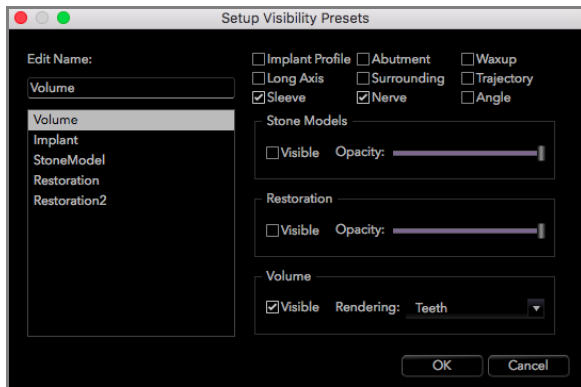 Setup Visibility Presets
Edit Name:
Volume
Volume
Implant
StoneModel
Restoration
Restoration2
Implant Profile Abutment Waxup
Long Axis Surrounding Trajectory
Sleeve Nerve Angle
Stone Models
Visible Opacity:
Restoration
Visible Opacity:
Volume
Visible Rendering: Teeth
OK Cancel